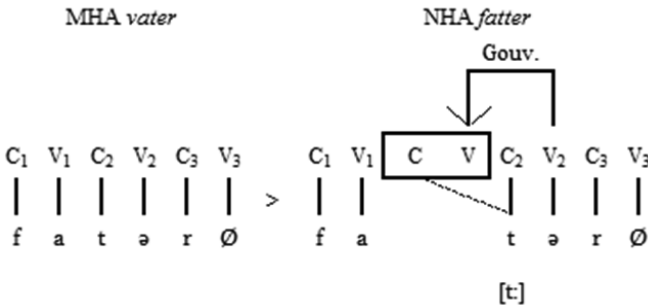 MHA vater NHA fatter
Gouv.
C₁ V₁ C₂ V₂ C₃ V₃ C₁ V₁ C V C₂ V₂ C₃ V₃
>
f a t ə r Ø f a t ə r Ø
[t:]